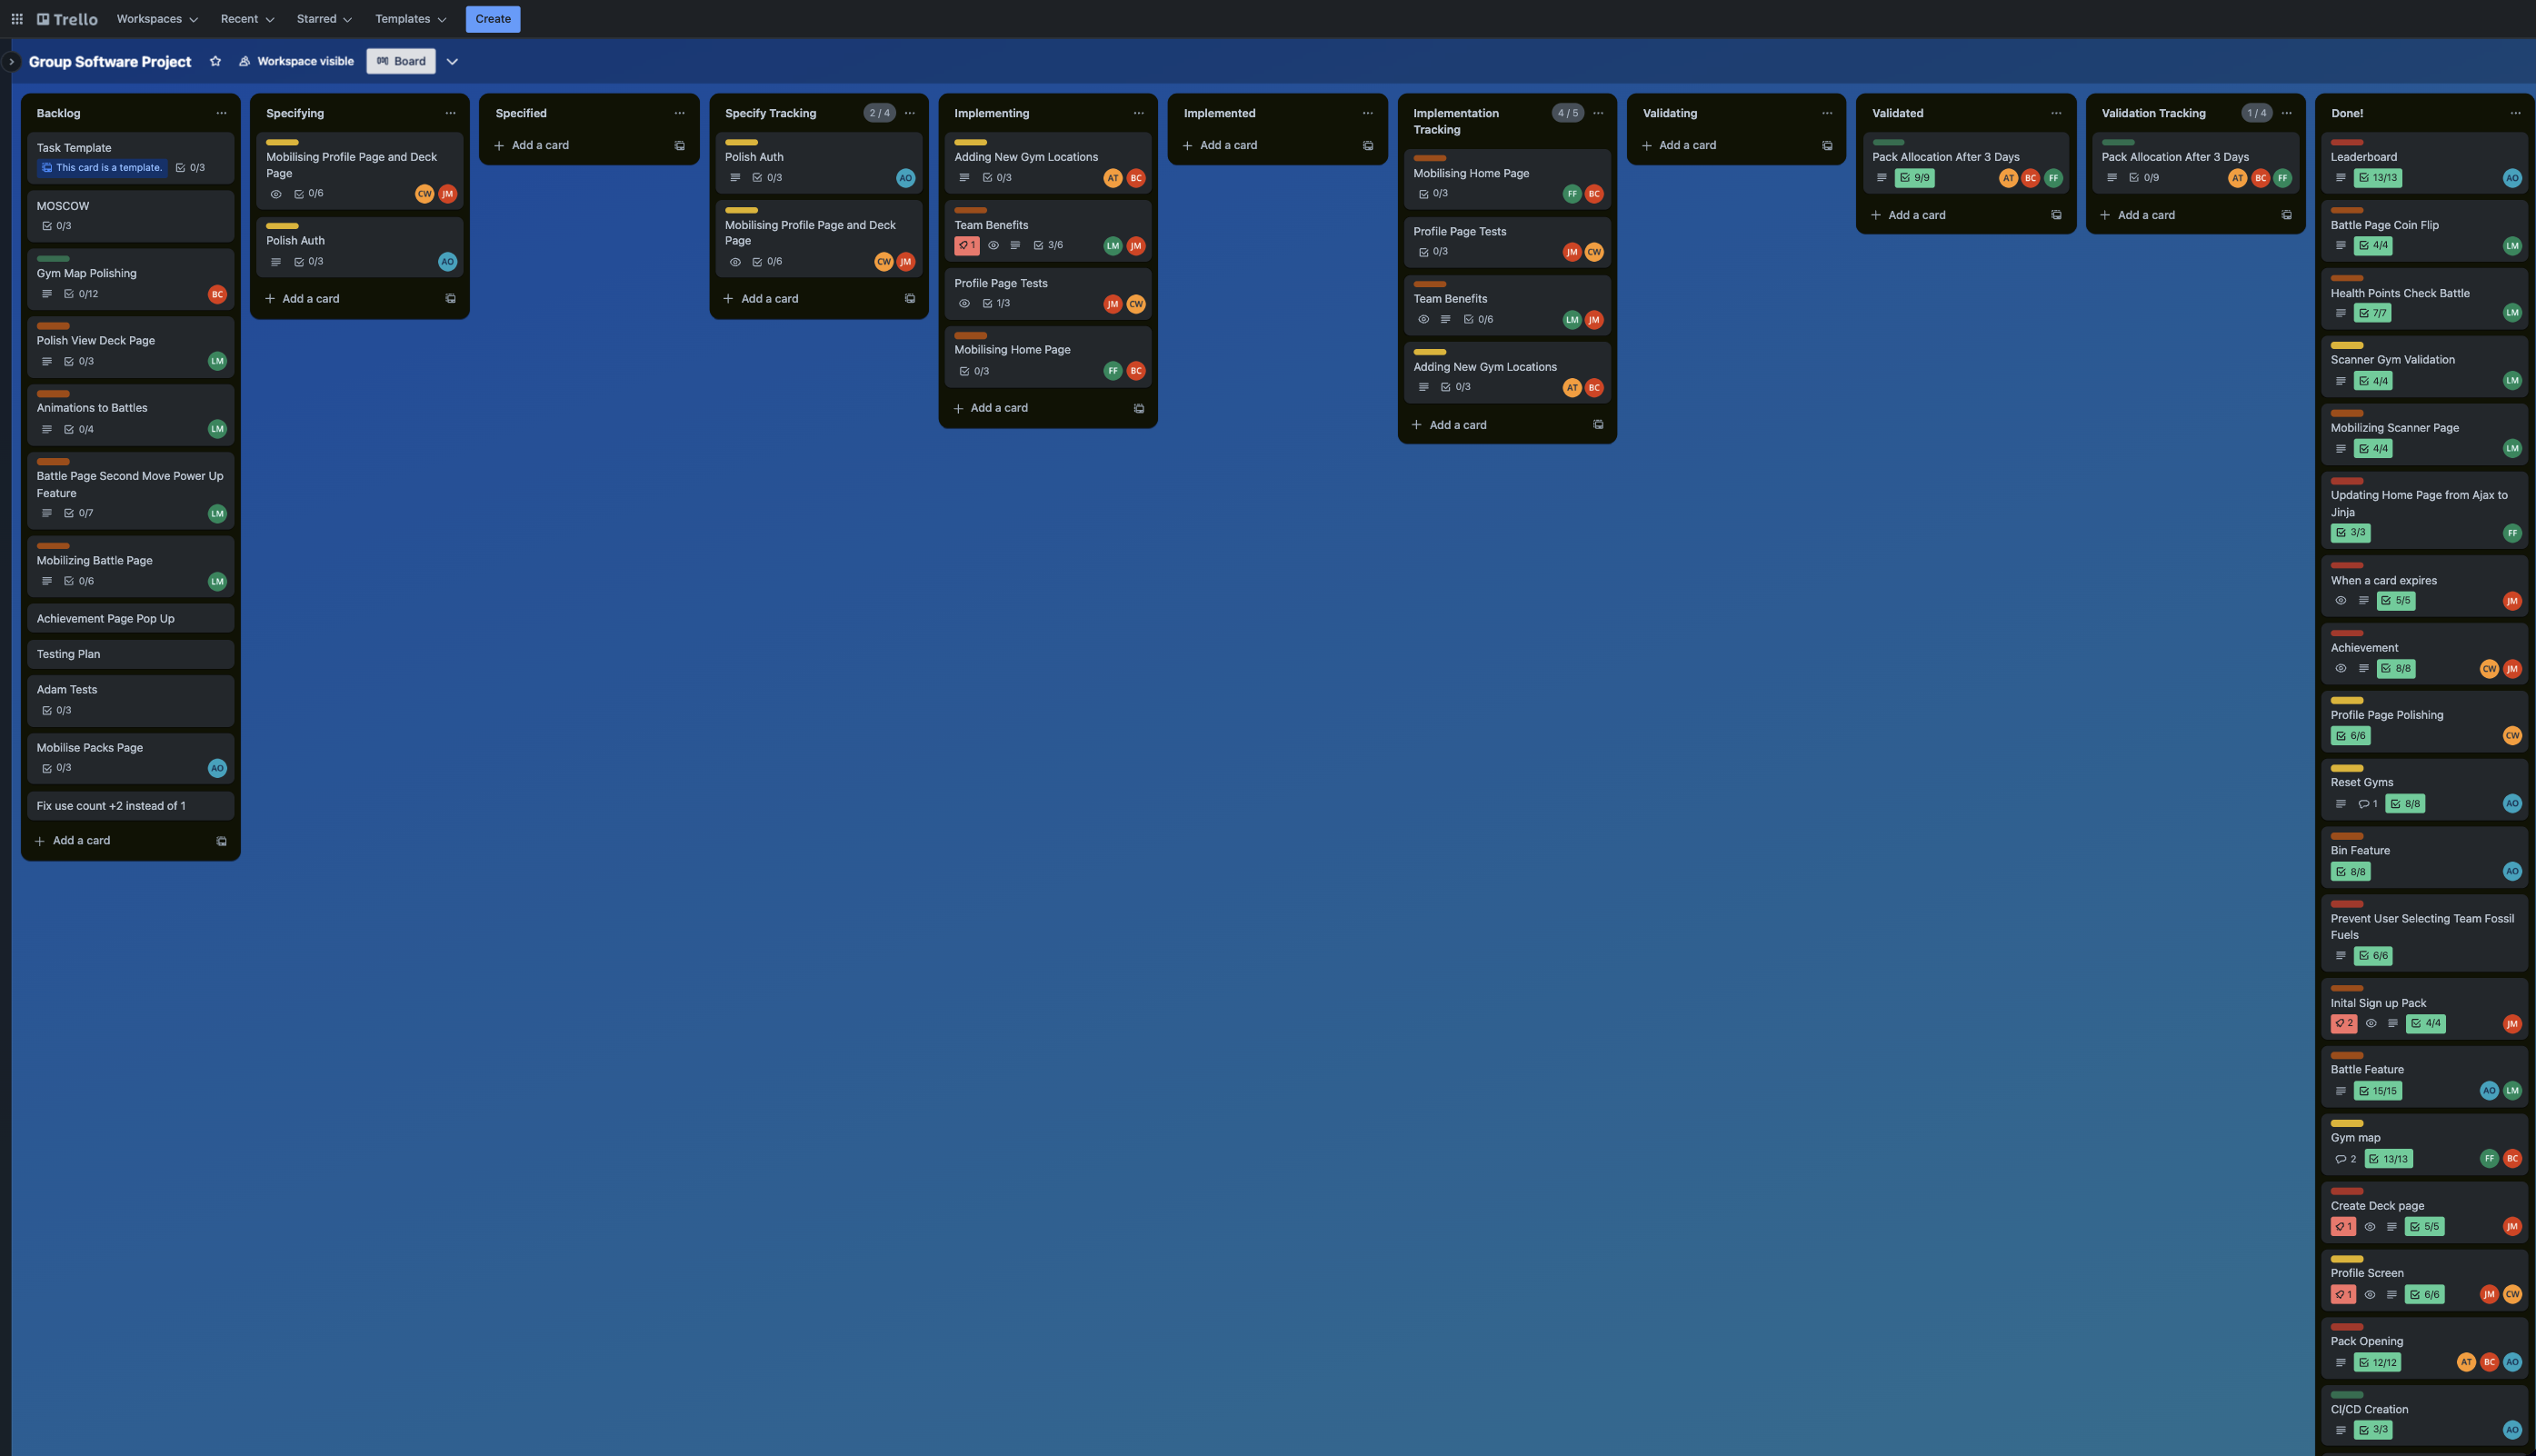 Trello
Workspaces
Recent
Starred
Templates
Create
Group Software Project
Workspace visible
Board
Backlog
Task Template
This card is a template.
0/3
MOSCOW
0/3
Gym Map Polishing
0/12
BC
Polish View Deck Page
0/3
LM
Animations to Battles
0/4
LM
Battle Page Second Move Power Up
Feature
0/7
LM
Mobilizing Battle Page
0/6
LM
Achievement Page Pop Up
Testing Plan
Adam Tests
0/3
Mobilise Packs Page
0/3
AO
Fix use count +2 instead of 1
Add a card
Specifying
Mobilising Profile Page and Deck
Page
0/6
CW JM
Polish Auth
0/3
AO
Add a card
Specified
Add a card
Specify Tracking
2 / 4
Polish Auth
0/3
AO
Mobilising Profile Page and Deck
Page
0/6
CW JM
Add a card
Implementing
Adding New Gym Locations
0/3
AT BC
Team Benefits
1
3/6
LM JM
Profile Page Tests
1/3
JM CW
Mobilising Home Page
0/3
FF BC
Add a card
Implemented
Add a card
Implementation
Tracking
4 / 5
Mobilising Home Page
0/3
FF BC
Profile Page Tests
0/3
JM CW
Team Benefits
0/6
LM JM
Adding New Gym Locations
0/3
AT BC
Add a card
Validating
Add a card
Validated
Pack Allocation After 3 Days
9/9
AT BC FF
Add a card
Validation Tracking
1 / 4
Pack Allocation After 3 Days
0/9
AT BC FF
Add a card
Done!
Leaderboard
13/13
AO
Battle Page Coin Flip
4/4
LM
Health Points Check Battle
7/7
LM
Scanner Gym Validation
4/4
LM
Mobilizing Scanner Page
4/4
LM
Updating Home Page from Ajax to
Jinja
3/3
FF
When a card expires
5/5
JM
Achievement
8/8
CW JM
Profile Page Polishing
6/6
CW
Reset Gyms
1
8/8
AO
Bin Feature
8/8
AO
Prevent User Selecting Team Fossil
Fuels
6/6
Inital Sign up Pack
2
4/4
JM
Battle Feature
15/15
AO LM
Gym map
2
13/13
FF BC
Create Deck page
1
5/5
JM
Profile Screen
1
6/6
JM CW
Pack Opening
12/12
AT BC AO
CI/CD Creation
3/3
AO